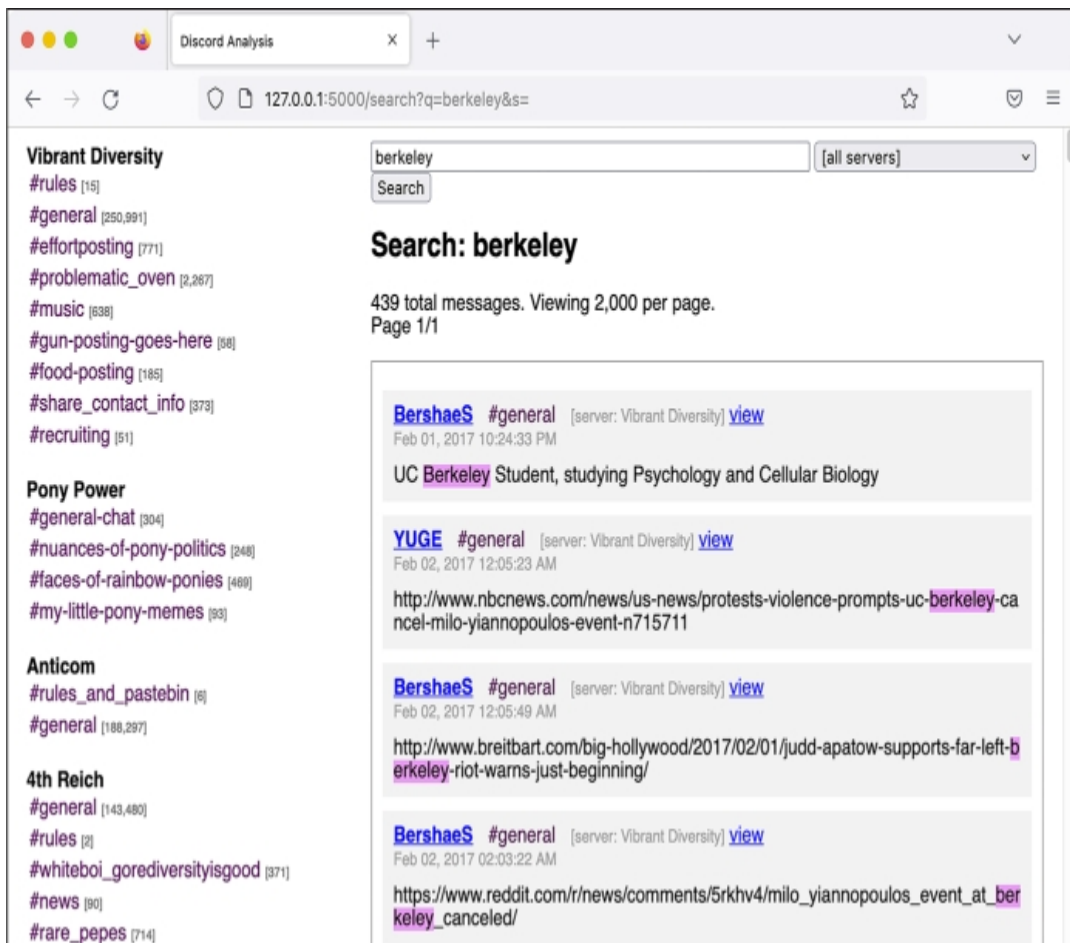 Discord Analysis
127.0.0.1:5000/search?q=berkeley&s=
Vibrant Diversity
#rules [15]
#general [250,991]
#effortposting [771]
#problematic_oven [2,267]
#music [638]
#gun-posting-goes-here [58]
#food-posting [185]
#share_contact_info [373]
#recruiting [51]
Pony Power
#general-chat [304]
#nuances-of-pony-politics [248]
#faces-of-rainbow-ponies [469]
#my-little-pony-memes [93]
Anticom
#rules_and_pastebin [6]
#general [188,297]
4th Reich
#general [143,480]
#rules [2]
#whiteboi_gorediversityisgood [371]
#news [90]
#rare_pepes [714]
berkeley [all servers]
Search
Search: berkeley
439 total messages. Viewing 2,000 per page.
Page 1/1
BershaeS #general [server: Vibrant Diversity] view
Feb 01, 2017 10:24:33 PM
UC Berkeley Student, studying Psychology and Cellular Biology
YUGE #general [server: Vibrant Diversity] view
Feb 02, 2017 12:05:23 AM
http://www.nbcnews.com/news/us-news/protests-violence-prompts-uc-berkeley-ca
ncel-milo-yiannopoulos-event-n715711
BershaeS #general [server: Vibrant Diversity] view
Feb 02, 2017 12:05:49 AM
http://www.breitbart.com/big-hollywood/2017/02/01/judd-apatow-supports-far-left-b
erkeley-riot-warns-just-beginning/
BershaeS #general [server: Vibrant Diversity] view
Feb 02, 2017 02:03:22 AM
https://www.reddit.com/r/news/comments/5rkhv4/milo_yiannopoulos_event_at_ber
keley_canceled/